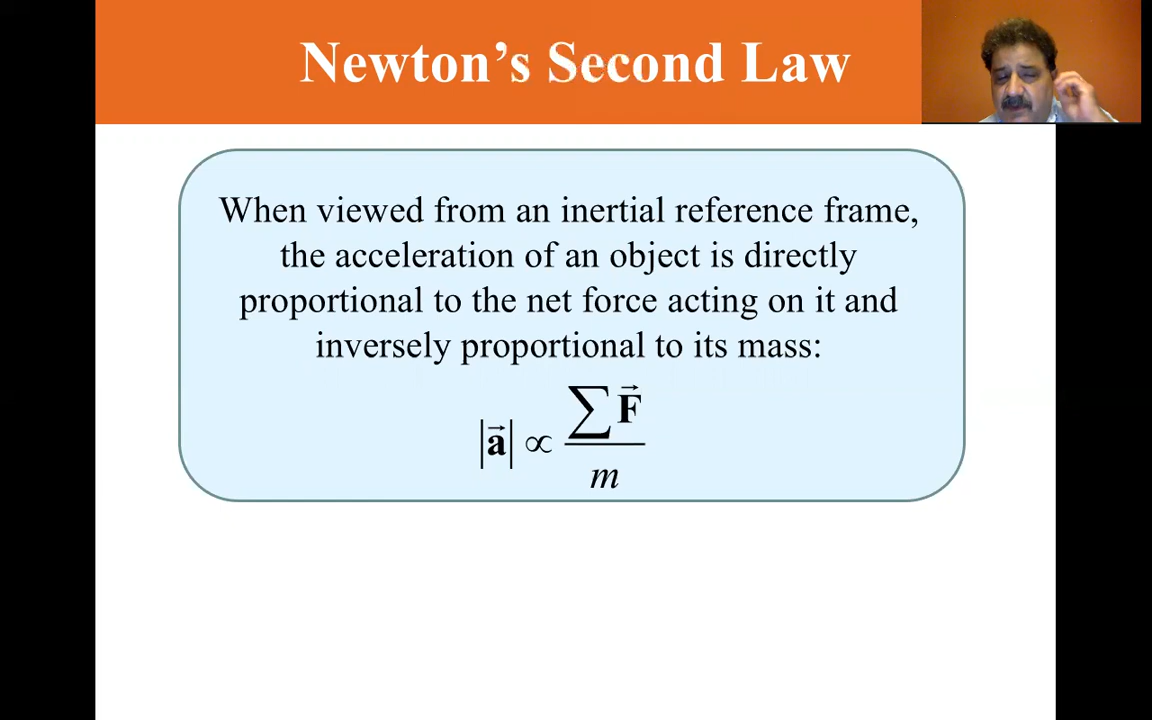 Newton's Second Law
When viewed from an inertial reference frame,
the acceleration of an object is directly
proportional to the net force acting on it and
inversely proportional to its mass:
|a⃗| ∝ ∑F⃗ / m